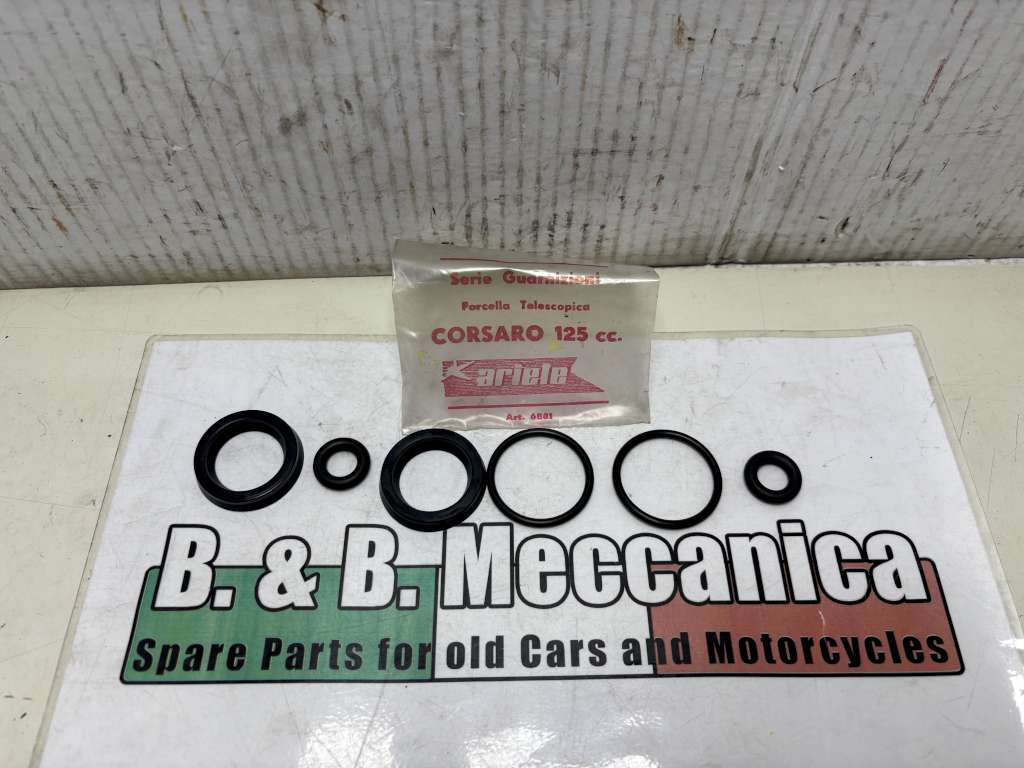 Serie Guarnizioni
Forcella Telescopica
CORSARO 125 cc.
ariete
Art. 6881
B. & B. Meccanica
Spare Parts for old Cars and Motorcycles